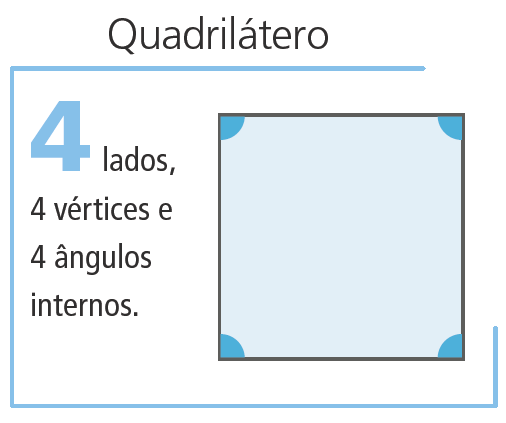 Quadrilátero
4 lados,
4 vértices e
4 ângulos
internos.